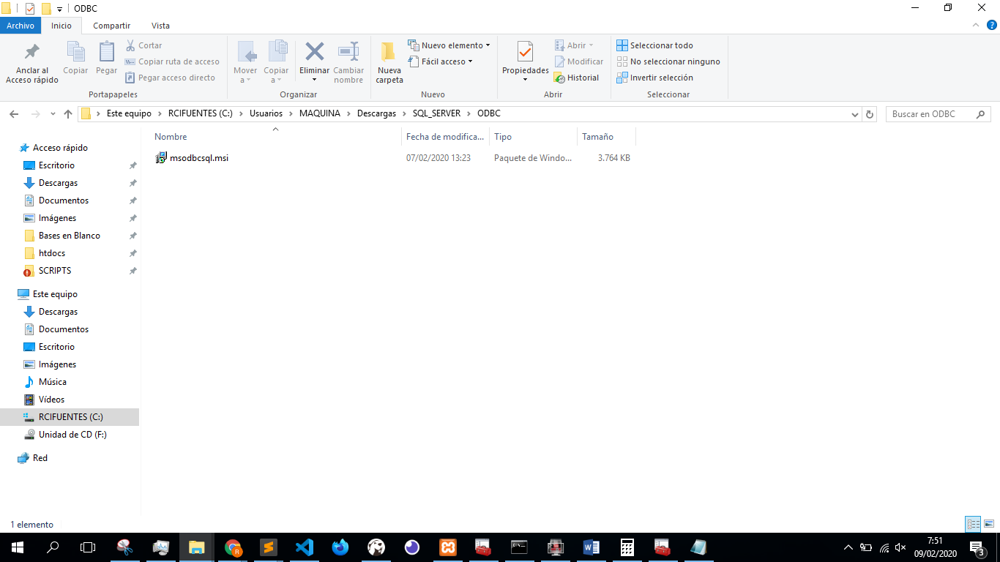 ODBC
Archivo Inicio Compartir Vista
Anclar al
Acceso rápido
Copiar
Pegar
Cortar
Copiar ruta de acceso
Pegar acceso directo
Portapapeles
Mover
a
Copiar
a
Eliminar
Cambiar
nombre
Organizar
Nueva
carpeta
Nuevo elemento
Fácil acceso
Nuevo
Propiedades
Abrir
Modificar
Historial
Abrir
Seleccionar todo
No seleccionar ninguno
Invertir selección
Seleccionar
Este equipo > RCIFUENTES (C:) > Usuarios > MAQUINA > Descargas > SQL_SERVER > ODBC
Buscar en ODBC
Nombre Fecha de modifica... Tipo Tamaño
msodbcsql.msi 07/02/2020 13:23 Paquete de Windo... 3.764 KB
Acceso rápido
Escritorio
Descargas
Documentos
Imágenes
Bases en Blanco
htdocs
SCRIPTS
Este equipo
Descargas
Documentos
Escritorio
Imágenes
Música
Vídeos
RCIFUENTES (C:)
Unidad de CD (F:)
Red
1 elemento
7:51
09/02/2020
3